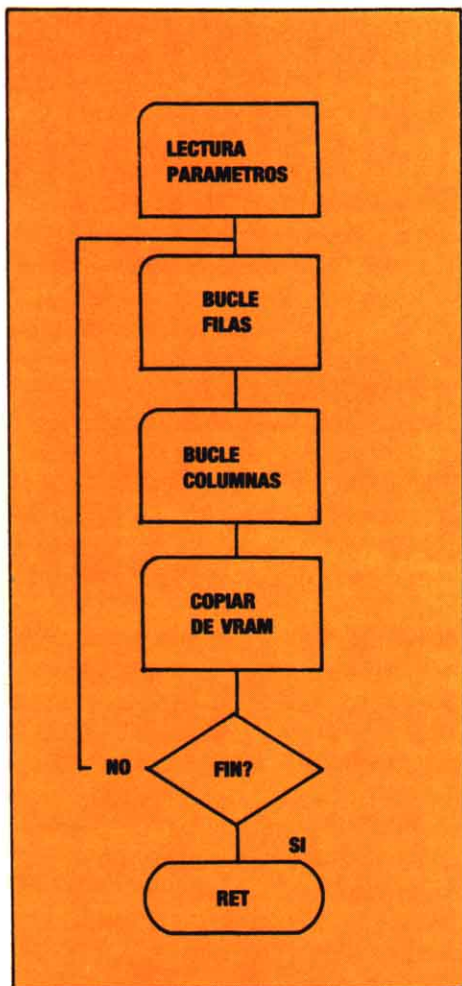 LECTURA
PARAMETROS
BUCLE
FILAS
BUCLE
COLUMNAS
COPIAR
DE VRAM
NO
FIN?
SI
RET